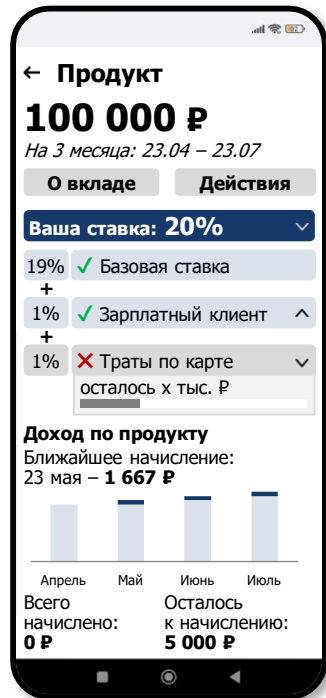 ← Продукт
100 000 ₽
На 3 месяца: 23.04 – 23.07
О вкладе Действия
Ваша ставка: 20%
19% ✓ Базовая ставка
+
1% ✓ Зарплатный клиент
+
1% ✕ Траты по карте
осталось х тыс. ₽
Доход по продукту
Ближайшее начисление:
23 мая – 1 667 ₽
Апрель Май Июнь Июль
Всего начислено:
0 ₽
Осталось
к начислению:
5 000 ₽